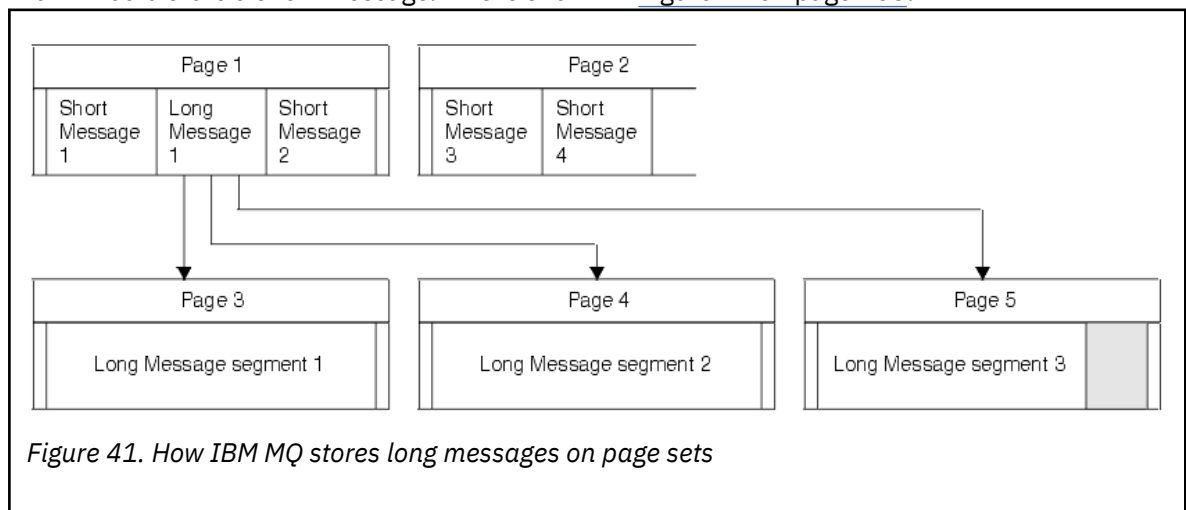 Page 1
Page 2
Short
Message
1
Long
Message
1
Short
Message
2
Short
Message
3
Short
Message
4
Page 3
Page 4
Page 5
Long Message segment 1
Long Message segment 2
Long Message segment 3
Figure 41. How IBM MQ stores long messages on page sets